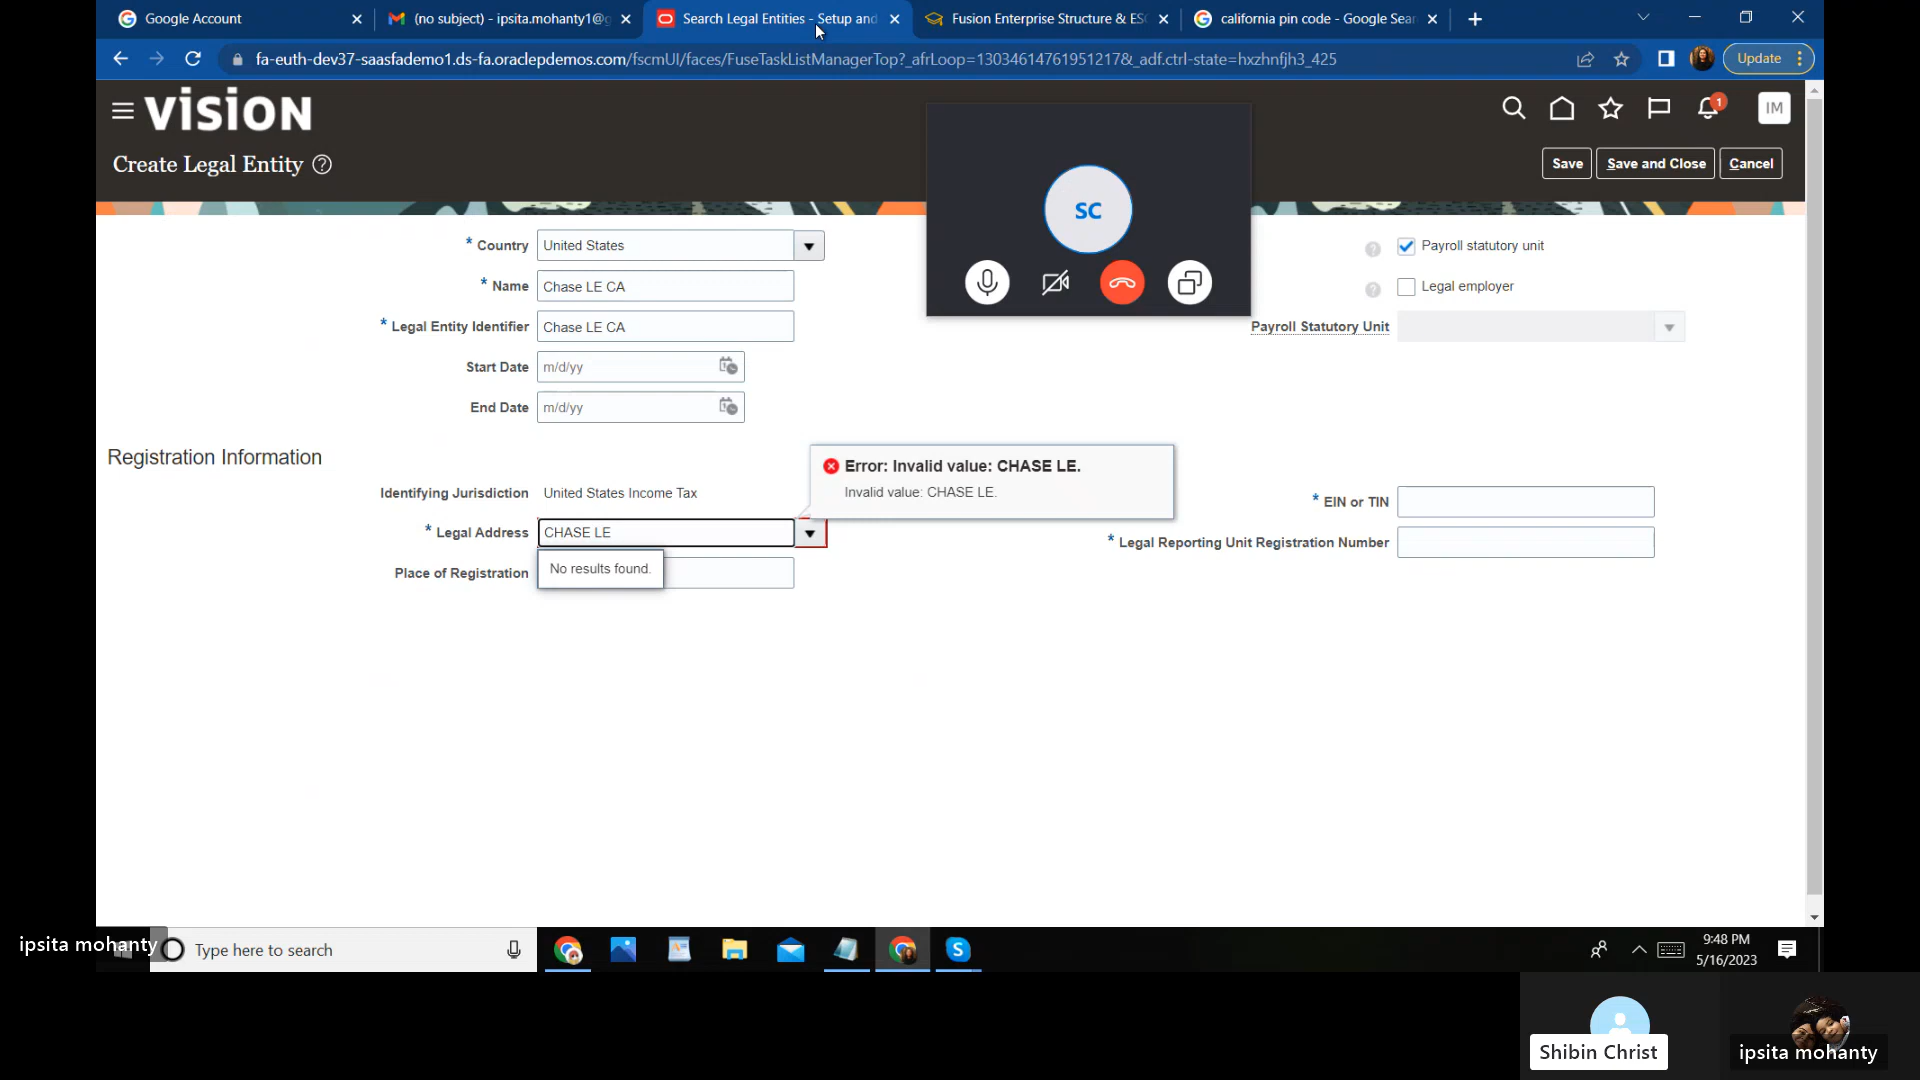 Google Account
(no subject) - ipsita.mohanty1@g
Search Legal Entities - Setup and
Fusion Enterprise Structure & ES
california pin code - Google Sear
fa-euth-dev37-saasfademo1.ds-fa.oraclepdemos.com/fscmUI/faces/FuseTaskListManagerTop?_afrLoop=13034614761951217&_adf.ctrl-state=hxzhnfjh3_425
Update
VISION
1
IM
Create Legal Entity
Save
Save and Close
Cancel
SC
* Country
United States
Payroll statutory unit
* Name
Chase LE CA
Legal employer
* Legal Entity Identifier
Chase LE CA
Payroll Statutory Unit
Start Date
m/d/yy
End Date
m/d/yy
Registration Information
Error: Invalid value: CHASE LE.
Invalid value: CHASE LE.
Identifying Jurisdiction
United States Income Tax
* EIN or TIN
* Legal Address
CHASE LE
* Legal Reporting Unit Registration Number
No results found.
Place of Registration
ipsita mohanty
Type here to search
9:48 PM
5/16/2023
Shibin Christ
ipsita mohanty